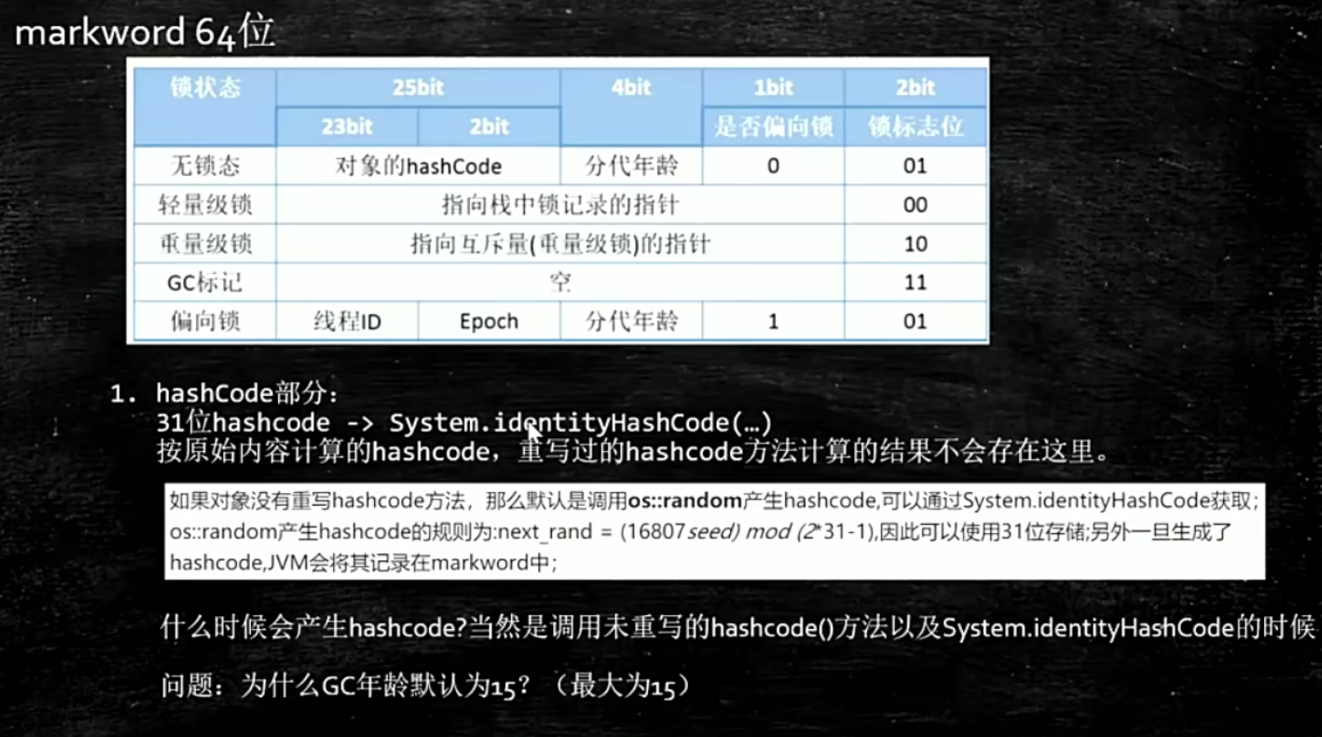 markword 64位
锁状态 25bit 4bit 1bit 2bit
23bit 2bit 是否偏向锁 锁标志位
无锁态 对象的hashCode 分代年龄 0 01
轻量级锁 指向栈中锁记录的指针 00
重量级锁 指向互斥量(重量级锁)的指针 10
GC标记 空 11
偏向锁 线程ID Epoch 分代年龄 1 01
1. hashCode部分：
31位hashcode -> System.identityHashCode(…)
按原始内容计算的hashcode，重写过的hashcode方法计算的结果不会存在这里。
如果对象没有重写hashcode方法，那么默认是调用os::random产生hashcode,可以通过System.identityHashCode获取；
os::random产生hashcode的规则为:next_rand = (16807seed) mod (2*31-1),因此可以使用31位存储;另外一旦生成了
hashcode,JVM会将其记录在markword中；
什么时候会产生hashcode?当然是调用未重写的hashcode()方法以及System.identityHashCode的时候
问题：为什么GC年龄默认为15？（最大为15）